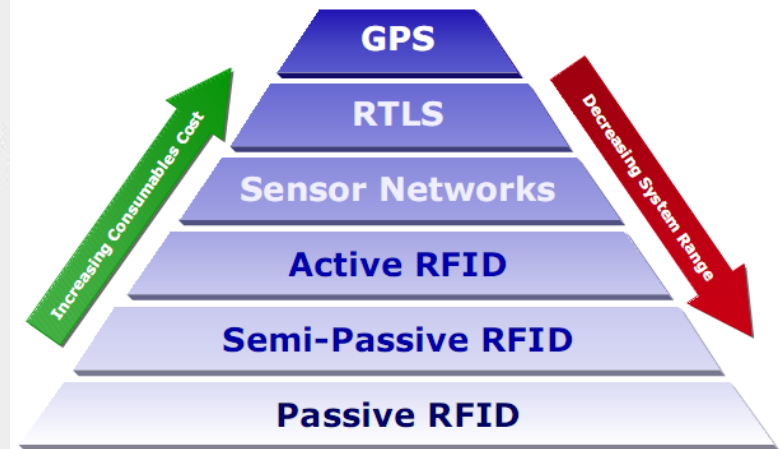 GPS
RTLS
Sensor Networks
Active RFID
Semi-Passive RFID
Passive RFID
Increasing Consumables Cost
Decreasing System Range